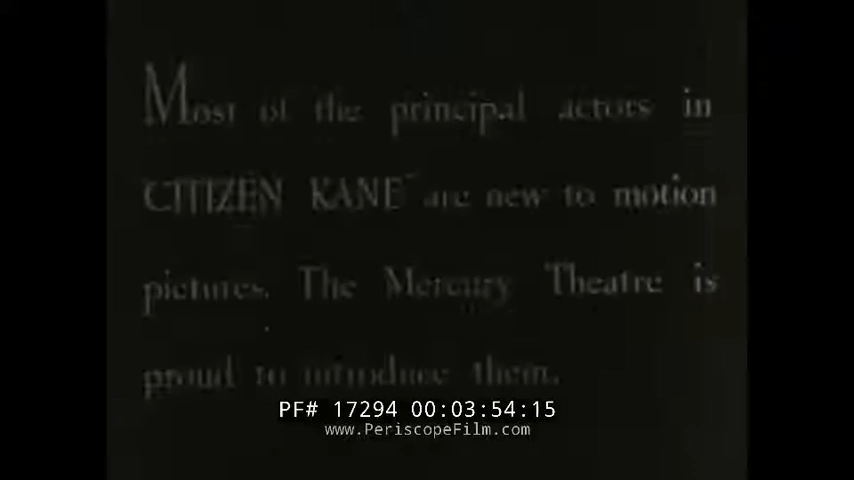 Most of the principal actors in
"CITIZEN KANE" are new to motion
pictures. The Mercury Theatre is
proud to introduce them.
PF# 17294 00:03:54:15
www.PeriscopeFilm.com